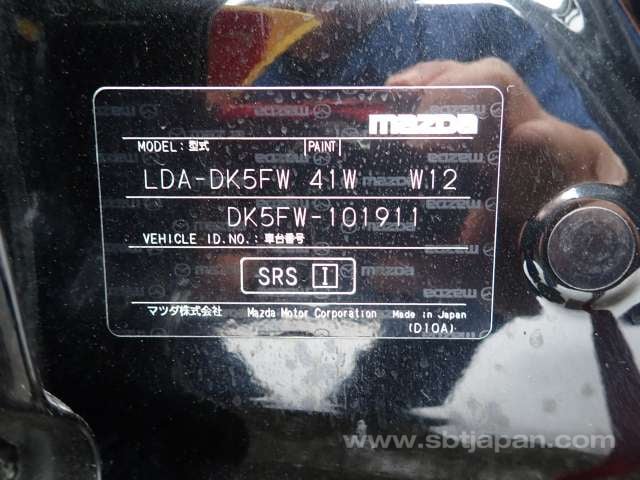 mazda
MODEL: 型式 PAINT
LDA-DK5FW 41W W12
DK5FW-101911
VEHICLE ID.NO.: 車台番号
SRS I
マツダ株式会社 Mazda Motor Corporation Made in Japan
(D10A)
www.sbtjapan.com